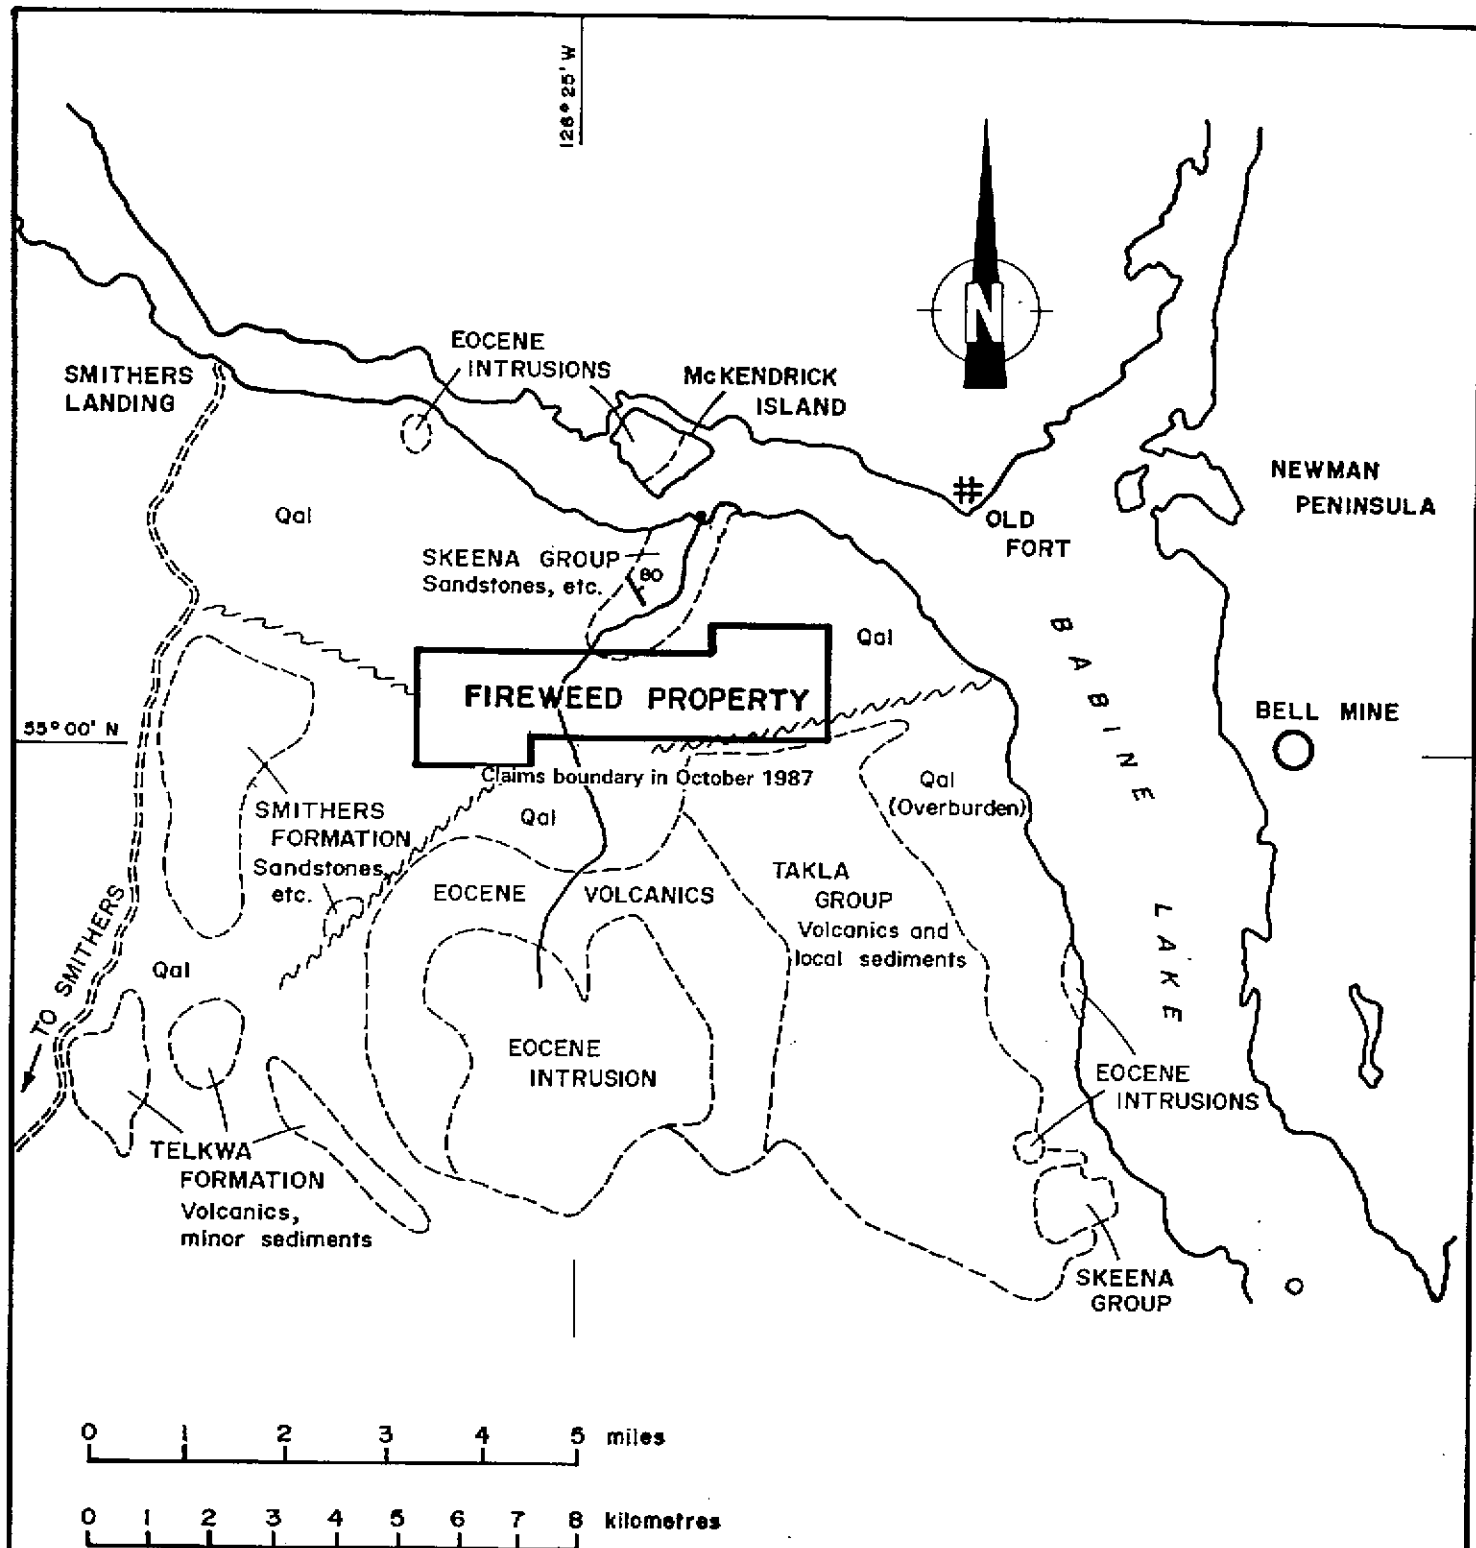 126° 25' W
N
EOCENE
INTRUSIONS
SMITHERS
LANDING
McKENDRICK
ISLAND
NEWMAN
PENINSULA
Qal
OLD
FORT
SKEENA GROUP
Sandstones, etc.
80
Qal
BABINE LAKE
FIREWEED PROPERTY
BELL MINE
55° 00' N
Claims boundary in October 1987
Qal
(Overburden)
SMITHERS
FORMATION
Sandstones,
etc.
Qal
EOCENE VOLCANICS
TAKLA
GROUP
Volcanics and
local sediments
TO SMITHERS
Qal
EOCENE
INTRUSION
EOCENE
INTRUSIONS
TELKWA
FORMATION
Volcanics,
minor sediments
SKEENA
GROUP
0 1 2 3 4 5 miles
0 1 2 3 4 5 6 7 8 kilometres